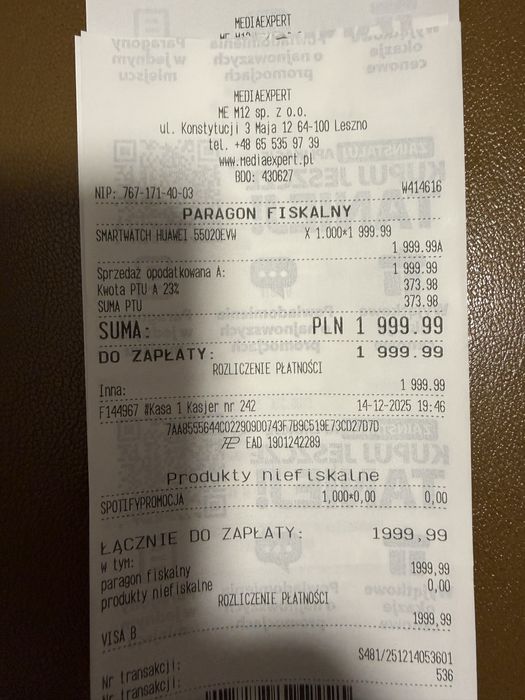 MEDIAEXPERT
MEDIAEXPERT
ME M12 sp. z o.o.
ul. Konstytucji 3 Maja 12 64-100 Leszno
tel. +48 65 535 97 39
www.mediaexpert.pl
BDO: 430627
NIP: 767-171-40-03 W414616
PARAGON FISKALNY
SMARTWATCH HUAWEI 55020EVW X 1.000*1 999.99
1 999.99A
Sprzedaż opodatkowana A: 1 999.99
Kwota PTU A 23% 373.98
SUMA PTU 373.98
SUMA: PLN 1 999.99
DO ZAPŁATY: 1 999.99
ROZLICZENIE PŁATNOŚCI
Inna: 1 999.99
F144967 #Kasa 1 Kasjer nr 242 14-12-2025 19:46
7AA8555644C02290900743F7B9C519E73CD27D7D
EAD 1901242289
Produkty niefiskalne
SPOTIFYPROMOCJA 1,000*0,00 0,00
ŁĄCZNIE DO ZAPŁATY: 1999,99
w tym:
paragon fiskalny 1999,99
produkty niefiskalne 0,00
ROZLICZENIE PŁATNOŚCI
VISA B 1999,99
Nr transakcji: S481/251214053601
Nr transakcji: 536